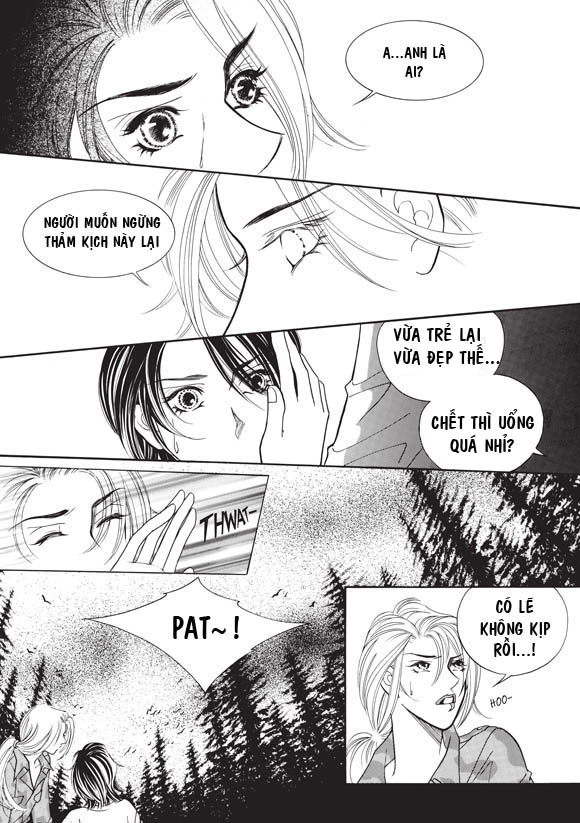 A...ANH LÀ
AI?
NGƯỜI MUỐN NGỪNG
THẢM KỊCH NÀY LẠI
VỪA TRẺ LẠI
VỪA ĐẸP THẾ...
CHẾT THÌ UỔNG
QUÁ NHỈ?
THWAT-
PAT~!
CÓ LẼ
KHÔNG KỊP
RỒI...!
HOO-